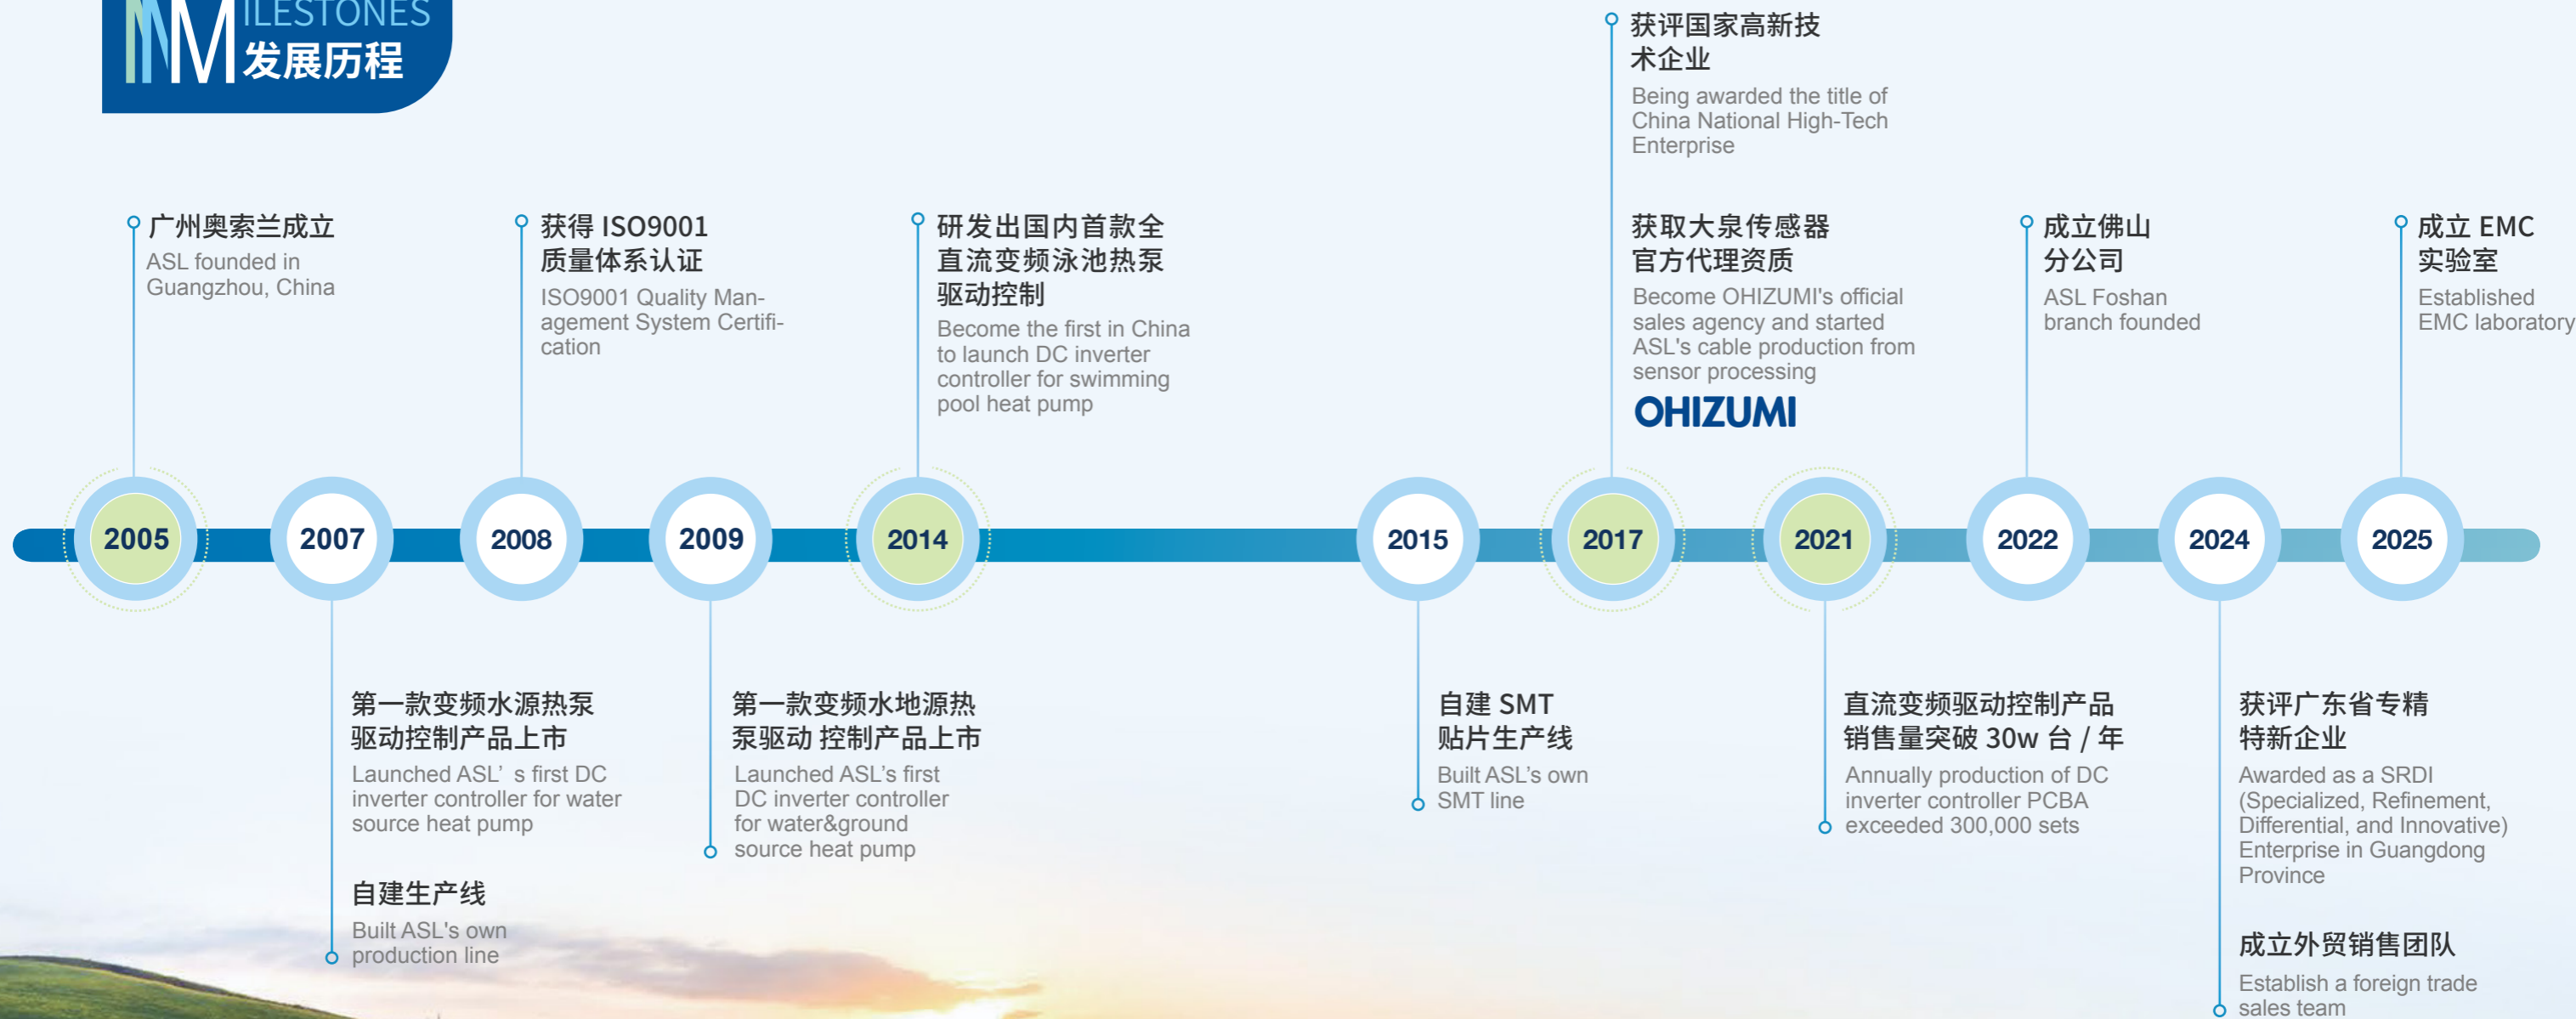 MILESTONES
发展历程
获评国家高新技
术企业
Being awarded the title of
China National High-Tech
Enterprise
广州奥索兰成立
ASL founded in
Guangzhou, China
获得 ISO9001
质量体系认证
ISO9001 Quality Man-
agement System Certifi-
cation
研发出国内首款全
直流变频泳池热泵
驱动控制
Become the first in China
to launch DC inverter
controller for swimming
pool heat pump
获取大泉传感器
官方代理资质
Become OHIZUMI's official
sales agency and started
ASL's cable production from
sensor processing
OHIZUMI
成立佛山
分公司
ASL Foshan
branch founded
成立 EMC
实验室
Established
EMC laboratory
2005
2007
2008
2009
2014
2015
2017
2021
2022
2024
2025
第一款变频水源热泵
驱动控制产品上市
Launched ASL’ s first DC
inverter controller for water
source heat pump
自建生产线
Built ASL's own
production line
第一款变频水地源热
泵驱动 控制产品上市
Launched ASL’s first
DC inverter controller
for water&ground
source heat pump
自建 SMT
贴片生产线
Built ASL’s own
SMT line
直流变频驱动控制产品
销售量突破 30w 台 / 年
Annually production of DC
inverter controller PCBA
exceeded 300,000 sets
获评广东省专精
特新企业
Awarded as a SRDI
(Specialized, Refinement,
Differential, and Innovative)
Enterprise in Guangdong
Province
成立外贸销售团队
Establish a foreign trade
sales team